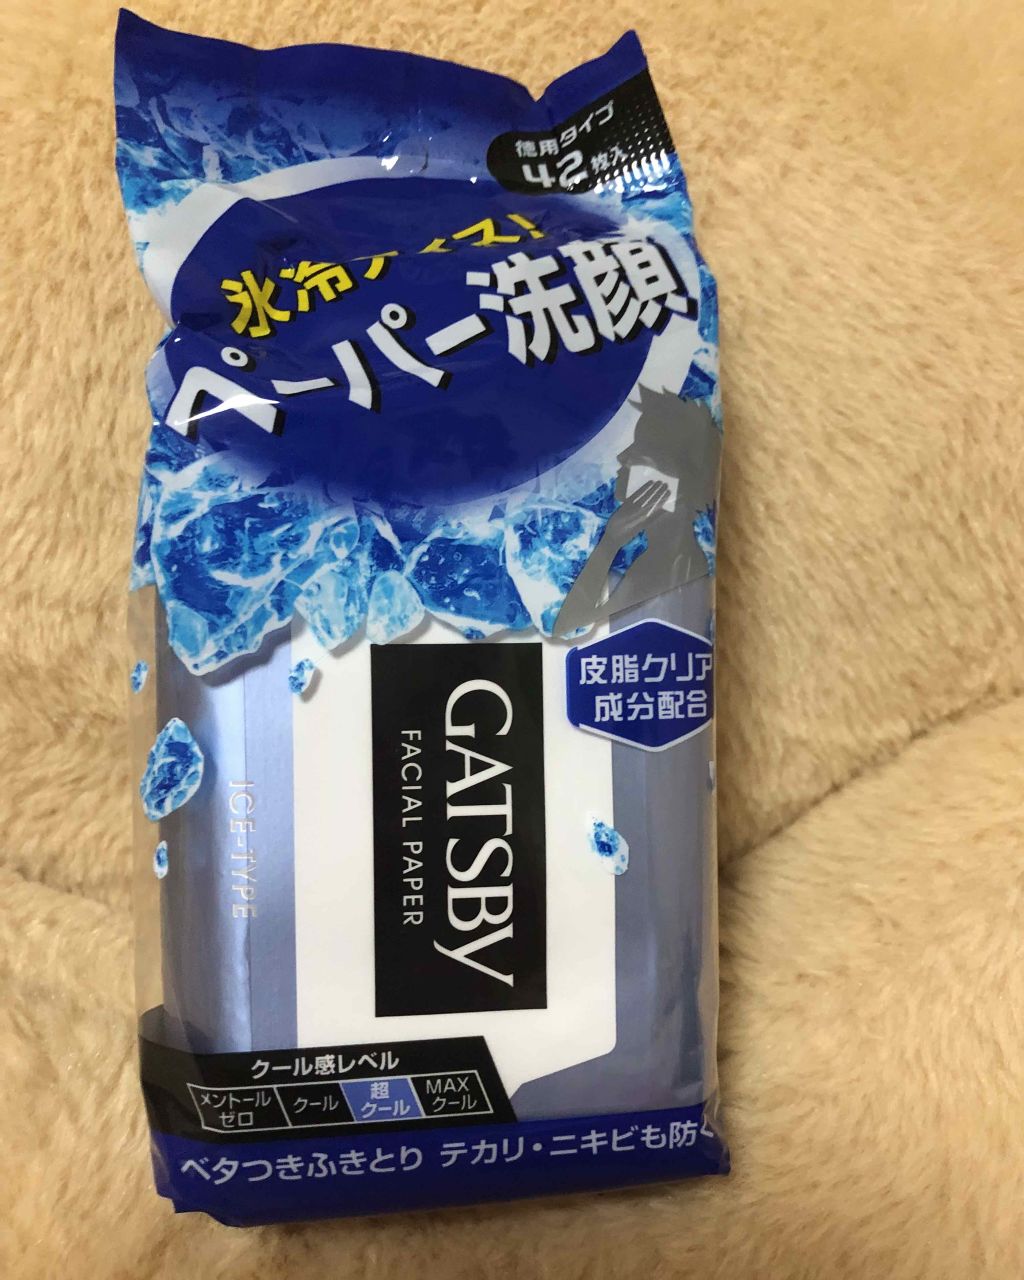 徳用タイプ
42枚入
氷冷アイス!
ペーパー洗顔
皮脂クリア
成分配合
GATSBY
FACIAL PAPER
ICE-TYPE
クール感レベル
メントール
ゼロ
クール
超
クール
MAX
クール
ベタつきふきとり テカリ・ニキビも防ぐ